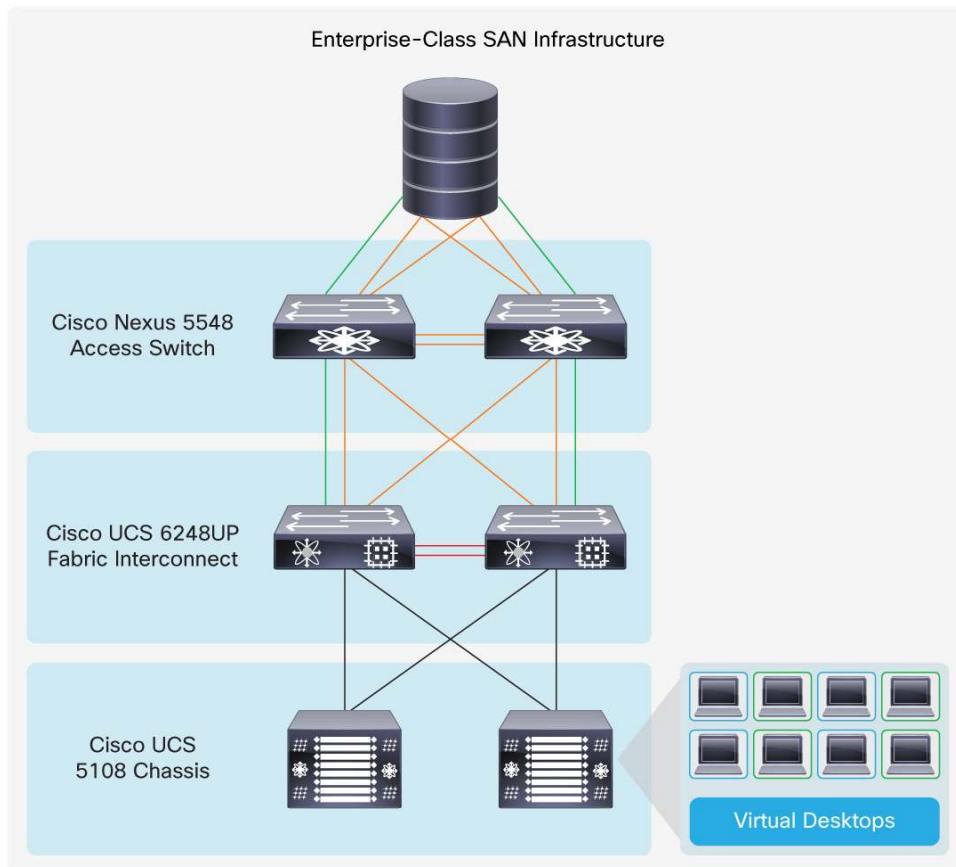 Enterprise-Class SAN Infrastructure
Cisco Nexus 5548
Access Switch
Cisco UCS 6248UP
Fabric Interconnect
Cisco UCS
5108 Chassis
Virtual Desktops